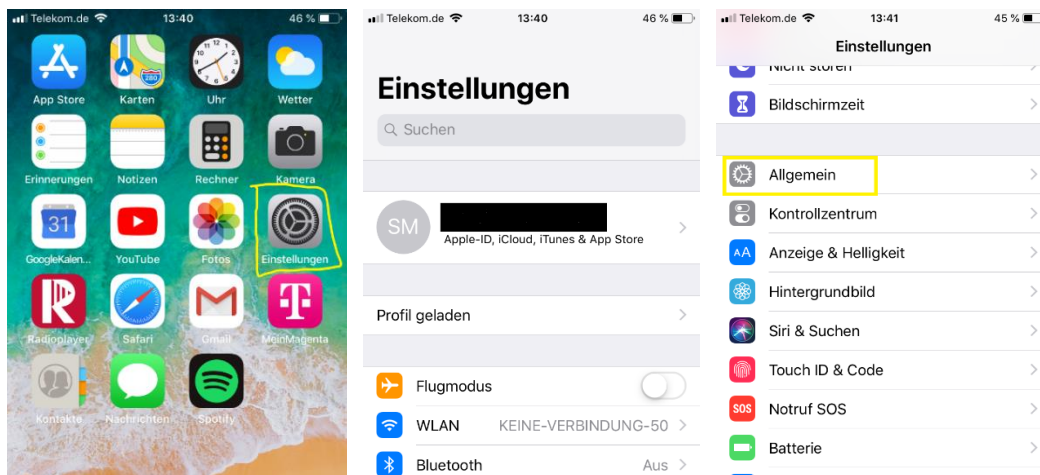 Telekom.de 13:40 46 %
App Store Karten Uhr Wetter
Erinnerungen Notizen Rechner Kamera
31
GoogleKalen... YouTube Fotos Einstellungen
Radioplayer Safari Gmail MeinMagenta
Kontakte Nachrichten Spotify
Telekom.de 13:40 46 %
Einstellungen
Suchen
SM
Apple-ID, iCloud, iTunes & App Store
Profil geladen
Flugmodus
WLAN KEINE-VERBINDUNG-50
Bluetooth Aus
Telekom.de 13:41 45 %
Einstellungen
Nicht stören
Bildschirmzeit
Allgemein
Kontrollzentrum
AA Anzeige & Helligkeit
Hintergrundbild
Siri & Suchen
Touch ID & Code
SOS Notruf SOS
Batterie